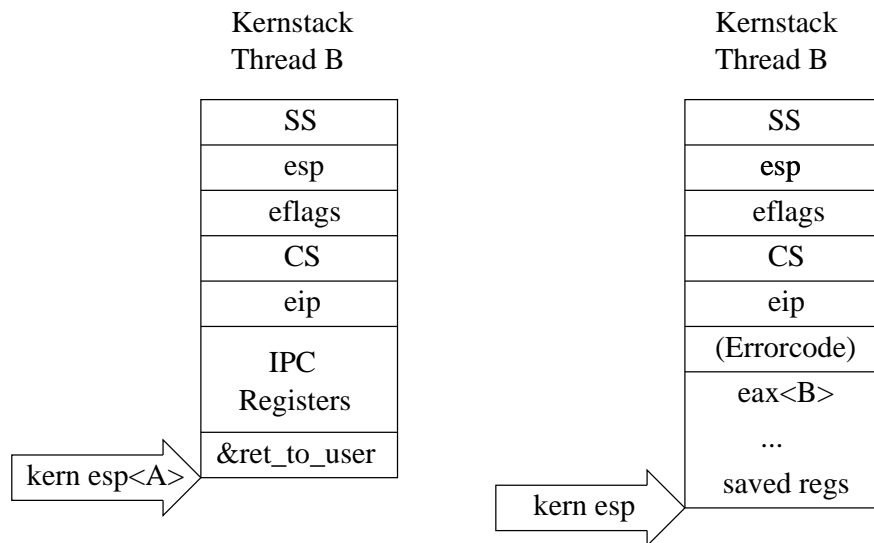 Kernstack
Thread B
SS
esp
eflags
CS
eip
IPC
Registers
&ret_to_user
kern esp<A>
Kernstack
Thread B
SS
esp
eflags
CS
eip
(Errorcode)
eax<B>
...
saved regs
kern esp